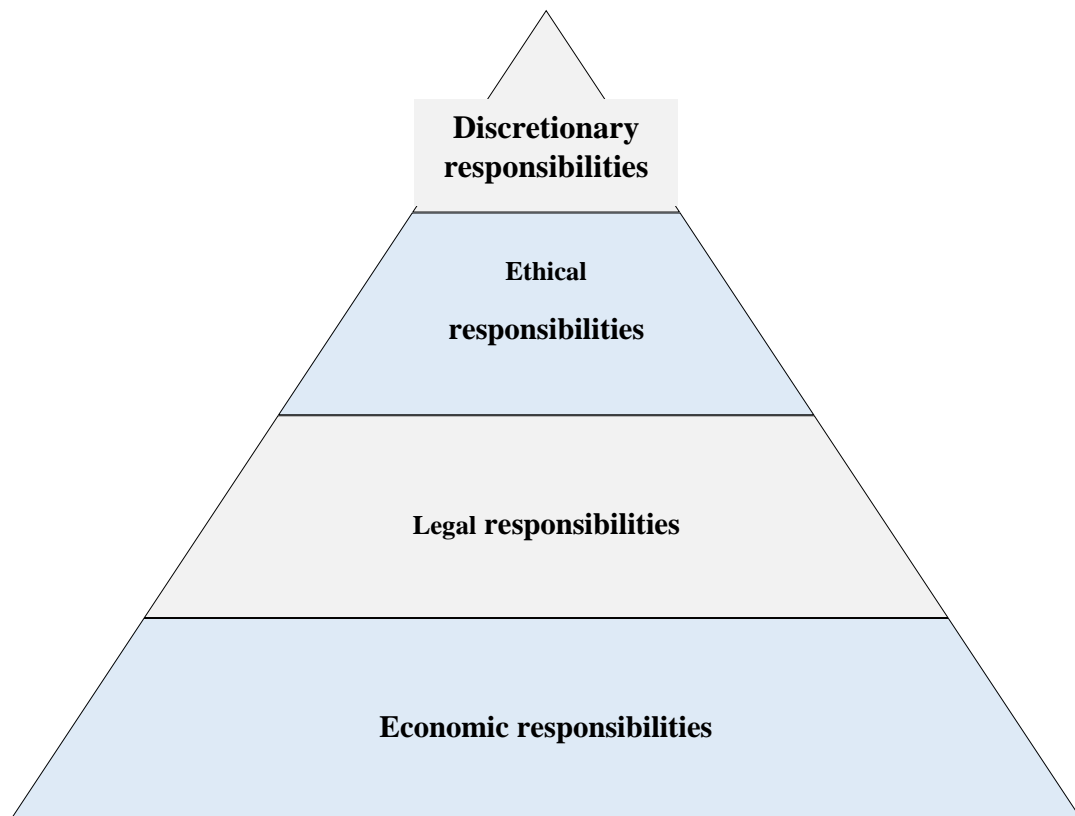 Discretionary
responsibilities
Ethical
responsibilities
Legal responsibilities
Economic responsibilities